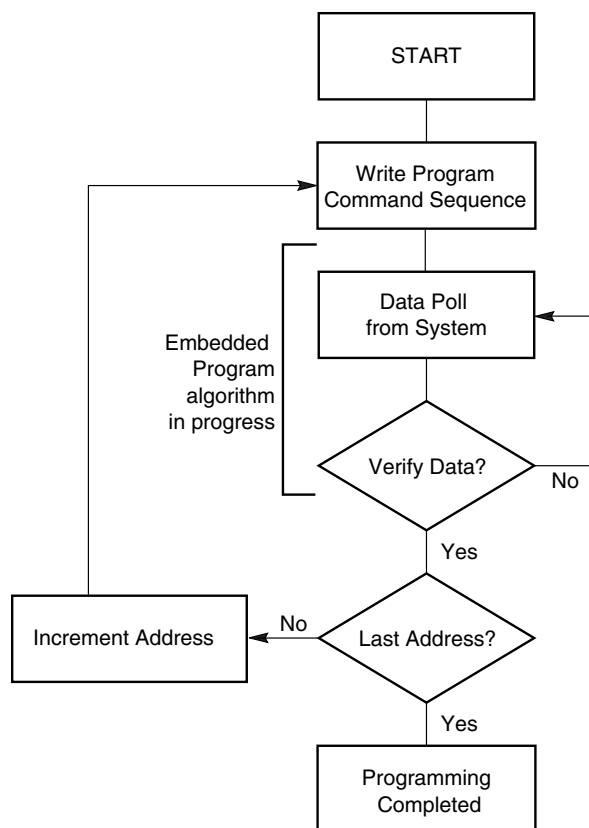 START
Write Program
Command Sequence
Data Poll
from System
Embedded
Program
algorithm
in progress
Verify Data?
No
Yes
Last Address?
No
Increment Address
Yes
Programming
Completed